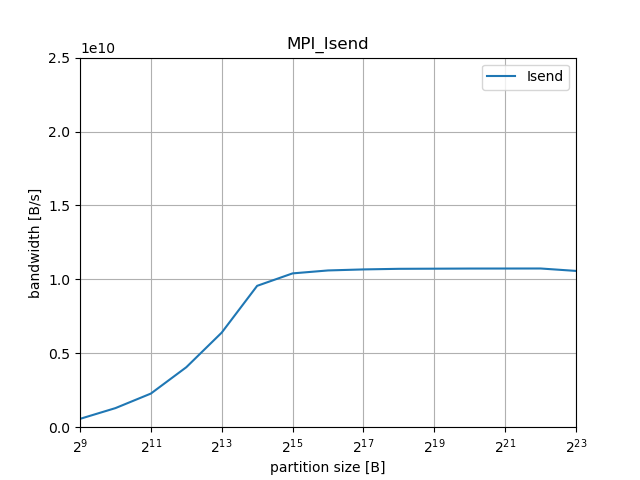 MPI_Isend
1e10
Isend
2.5
2.0
1.5
1.0
0.5
0.0
bandwidth [B/s]
2^9 2^11 2^13 2^15 2^17 2^19 2^21 2^23
partition size [B]